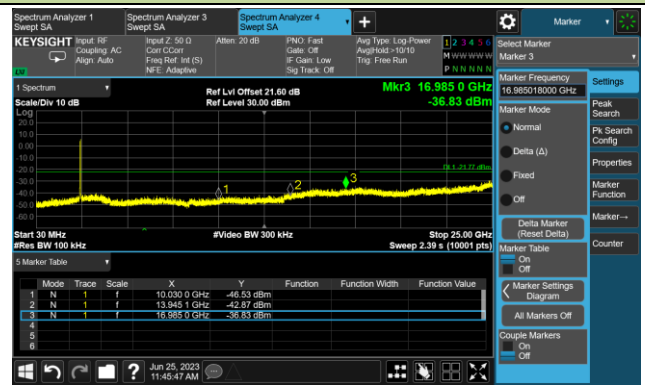 Spectrum Analyzer 1
Swept SA
Spectrum Analyzer 3
Swept SA
Spectrum Analyzer 4
Swept SA
Marker
KEYSIGHT
Input: RF
Coupling: AC
Align: Auto
Input Z: 50 Ω
Corr CCorr
Freq Ref: Int (S)
NFE: Adaptive
Atten: 20 dB
PNO: Fast
Gate: Off
IF Gain: Low
Sig Track: Off
Avg Type: Log-Power
Avg|Hold:>10/10
Trig: Free Run
1 2 3 4 5 6
M W W W W W
P N N N N N
LXI
Select Marker
Marker 3
Marker Frequency
16.985018000 GHz
Marker Mode
Normal
Delta (Δ)
Fixed
Off
Delta Marker
(Reset Delta)
Marker Table
On
Off
Marker Settings
Diagram
All Markers Off
Couple Markers
On
Off
Settings
Peak
Search
Pk Search
Config
Properties
Marker
Function
Marker→
Counter
1 Spectrum
Scale/Div 10 dB
Log
Ref Lvl Offset 21.60 dB
Ref Level 30.00 dBm
Mkr3 16.985 0 GHz
-36.83 dBm
20.0
10.0
0.00
-10.0
-20.0
-30.0
-40.0
-50.0
-60.0
DL1 -21.77 dBm
1
2
3
Start 30 MHz
#Res BW 100 kHz
#Video BW 300 kHz
Stop 25.00 GHz
Sweep 2.39 s (10001 pts)
5 Marker Table
Mode Trace Scale X Y Function Function Width Function Value
1 N 1 f 10.030 0 GHz -46.53 dBm
2 N 1 f 13.945 1 GHz -42.87 dBm
3 N 1 f 16.985 0 GHz -36.83 dBm
4
5
6
Jun 25, 2023
11:45:47 AM